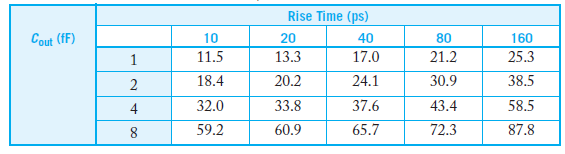 Rise Time (ps)
Cout (fF)
10 20 40 80 160
1 11.5 13.3 17.0 21.2 25.3
2 18.4 20.2 24.1 30.9 38.5
4 32.0 33.8 37.6 43.4 58.5
8 59.2 60.9 65.7 72.3 87.8